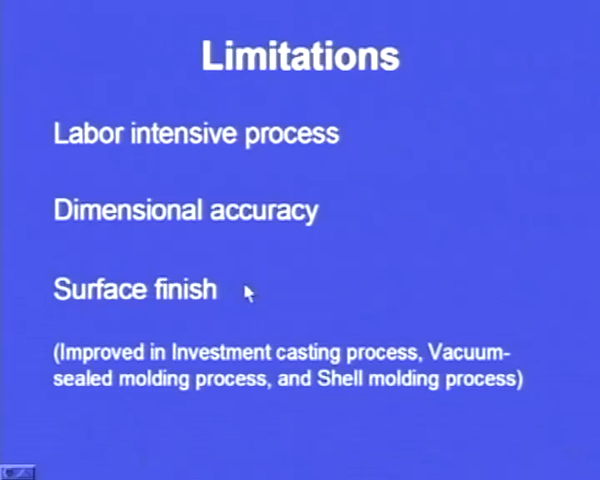 Limitations
Labor intensive process
Dimensional accuracy
Surface finish
(Improved in Investment casting process, Vacuum-
sealed molding process, and Shell molding process)